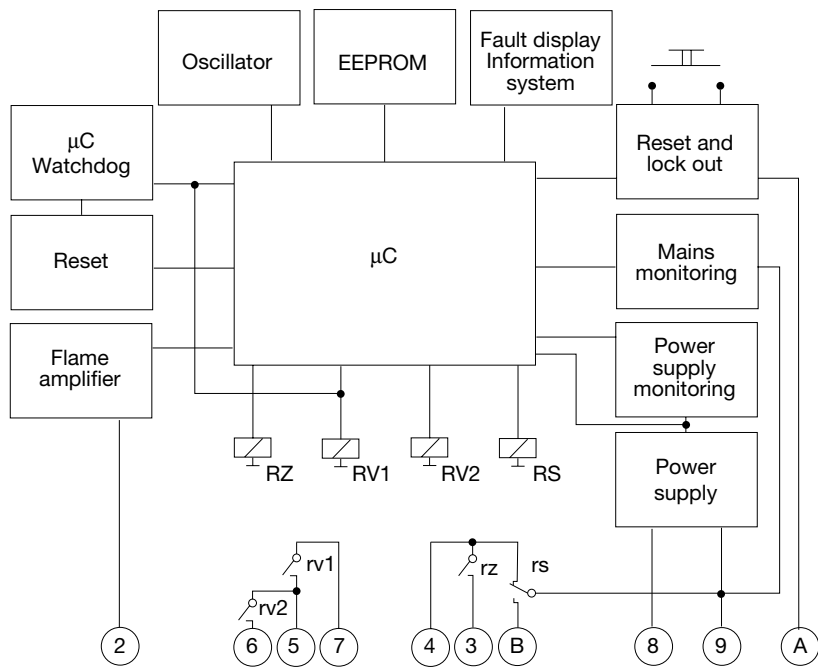 Oscillator
EEPROM
Fault display
Information
system
μC
Watchdog
Reset and
lock out
Reset
μC
Mains
monitoring
Flame
amplifier
Power
supply
monitoring
RZ
RV1
RV2
RS
Power
supply
rv1
rz
rs
rv2
2
6
5
7
4
3
B
8
9
A